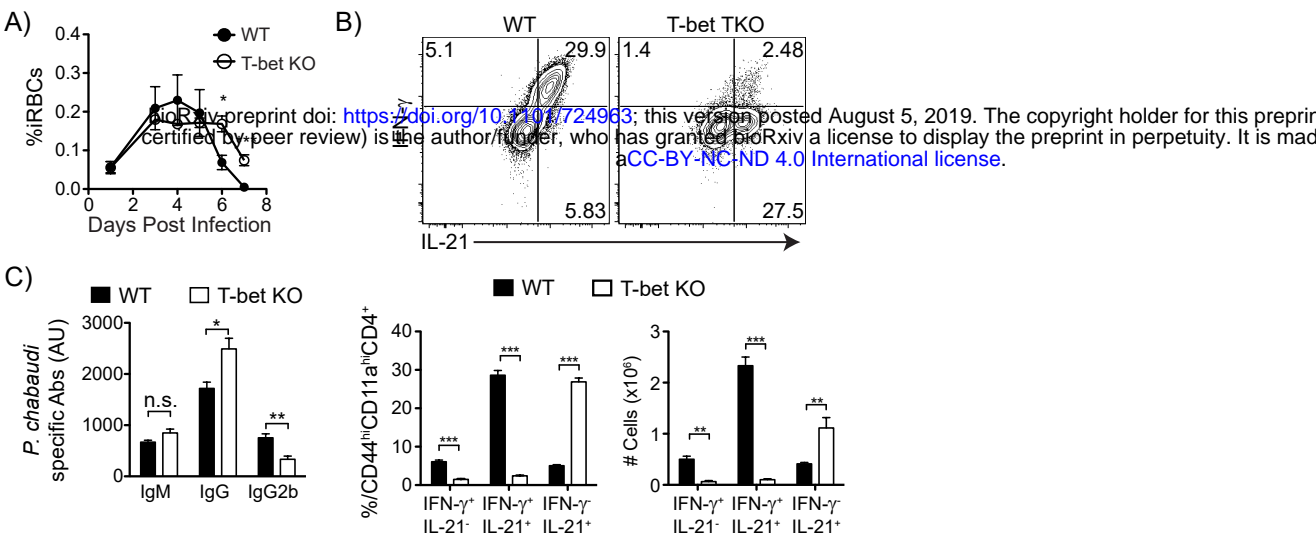 A)
WT
T-bet KO
%iRBCs
0.4
0.3
0.2
0.1
0.0
*
**
0 2 4 6 8
Days Post Infection
B)
WT
T-bet TKO
5.1
29.9
5.83
1.4
2.48
27.5
IFN-γ
IL-21
bioRxiv preprint doi: https://doi.org/10.1101/724963; this version posted August 5, 2019. The copyright holder for this preprin
certified by peer review) is the author/funder, who has granted bioRxiv a license to display the preprint in perpetuity. It is mad
aCC-BY-NC-ND 4.0 International license.
C)
WT
T-bet KO
P. chabaudi
specific Abs (AU)
3000
2000
1000
0
n.s.
*
**
IgM IgG IgG2b
WT
T-bet KO
%/CD44hiCD11ahiCD4+
40
30
20
10
0
***
***
***
IFN-γ+ IFN-γ+ IFN-γ-
IL-21- IL-21+ IL-21+
# Cells (x10⁶)
3
2
1
0
**
***
**
IFN-γ+ IFN-γ+ IFN-γ-
IL-21- IL-21+ IL-21+